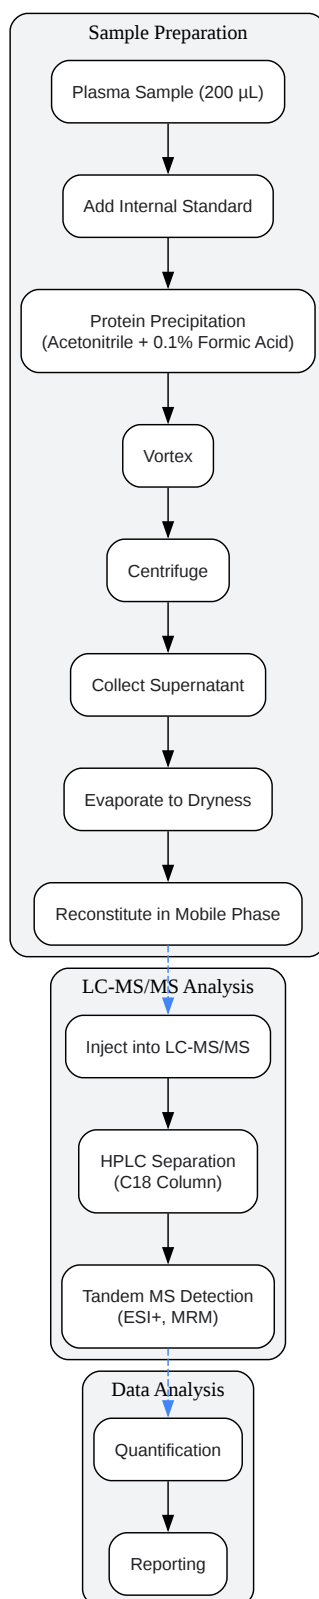 Sample Preparation
Plasma Sample (200 µL)
Add Internal Standard
Protein Precipitation
(Acetonitrile + 0.1% Formic Acid)
Vortex
Centrifuge
Collect Supernatant
Evaporate to Dryness
Reconstitute in Mobile Phase
LC-MS/MS Analysis
Inject into LC-MS/MS
HPLC Separation
(C18 Column)
Tandem MS Detection
(ESI+, MRM)
Data Analysis
Quantification
Reporting